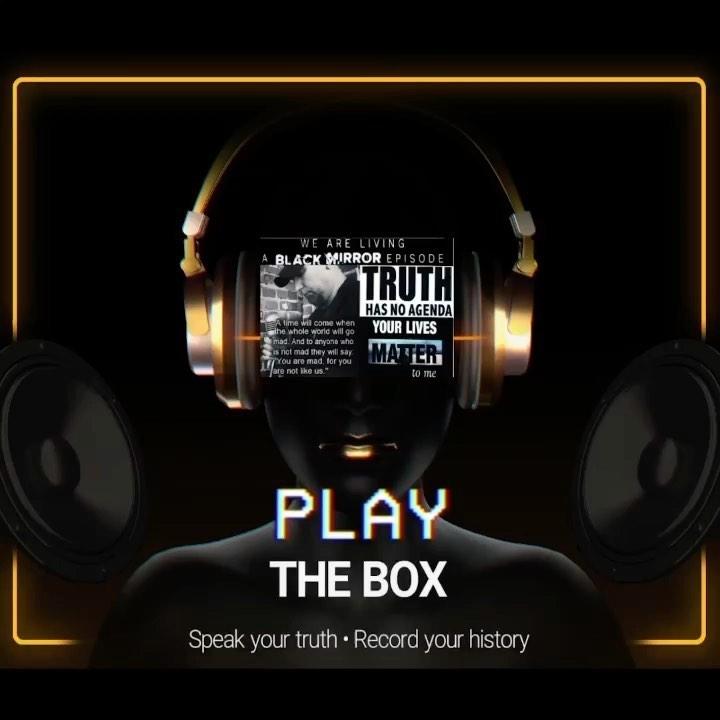 WE ARE LIVING
A BLACK MIRROR EPISODE
A time will come when
the whole world will go
mad. And to anyone who
is not mad they will say:
"You are mad, for you
are not like us."
TRUTH
HAS NO AGENDA
YOUR LIVES
MATTER
to me
PLAY
THE BOX
Speak your truth • Record your history